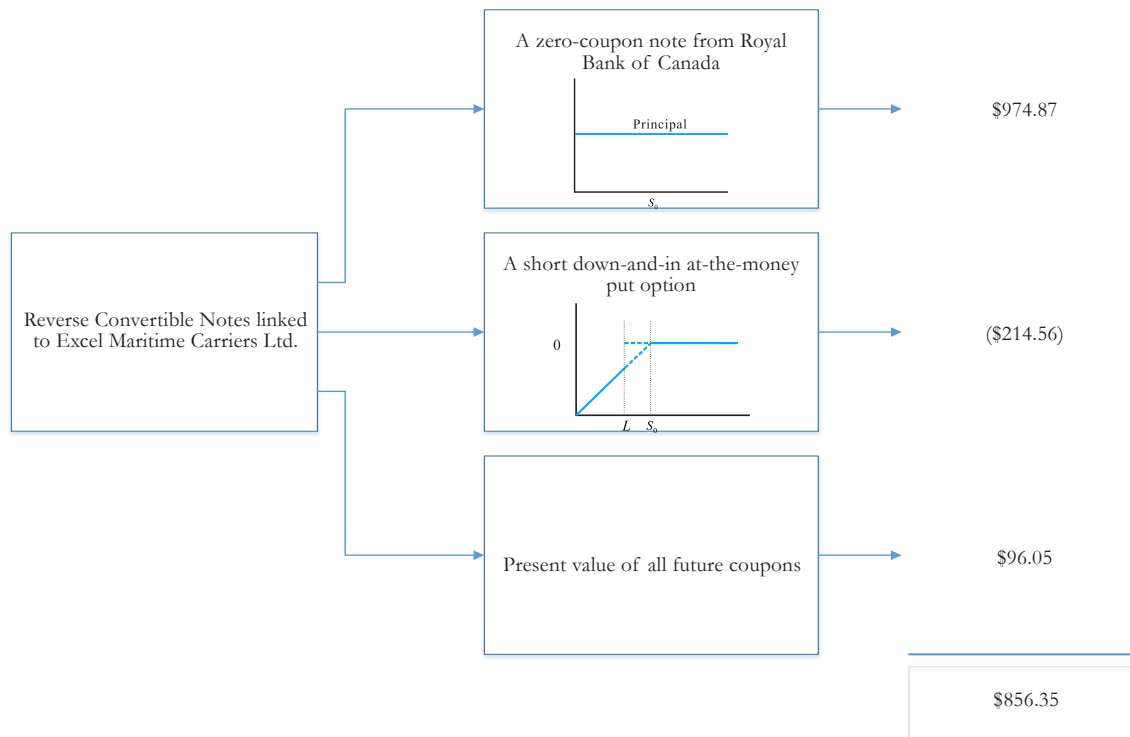 A zero-coupon note from Royal
Bank of Canada
Principal
S₀
$974.87
Reverse Convertible Notes linked
to Excel Maritime Carriers Ltd.
A short down-and-in at-the-money
put option
0
L S₀
($214.56)
Present value of all future coupons
$96.05
$856.35